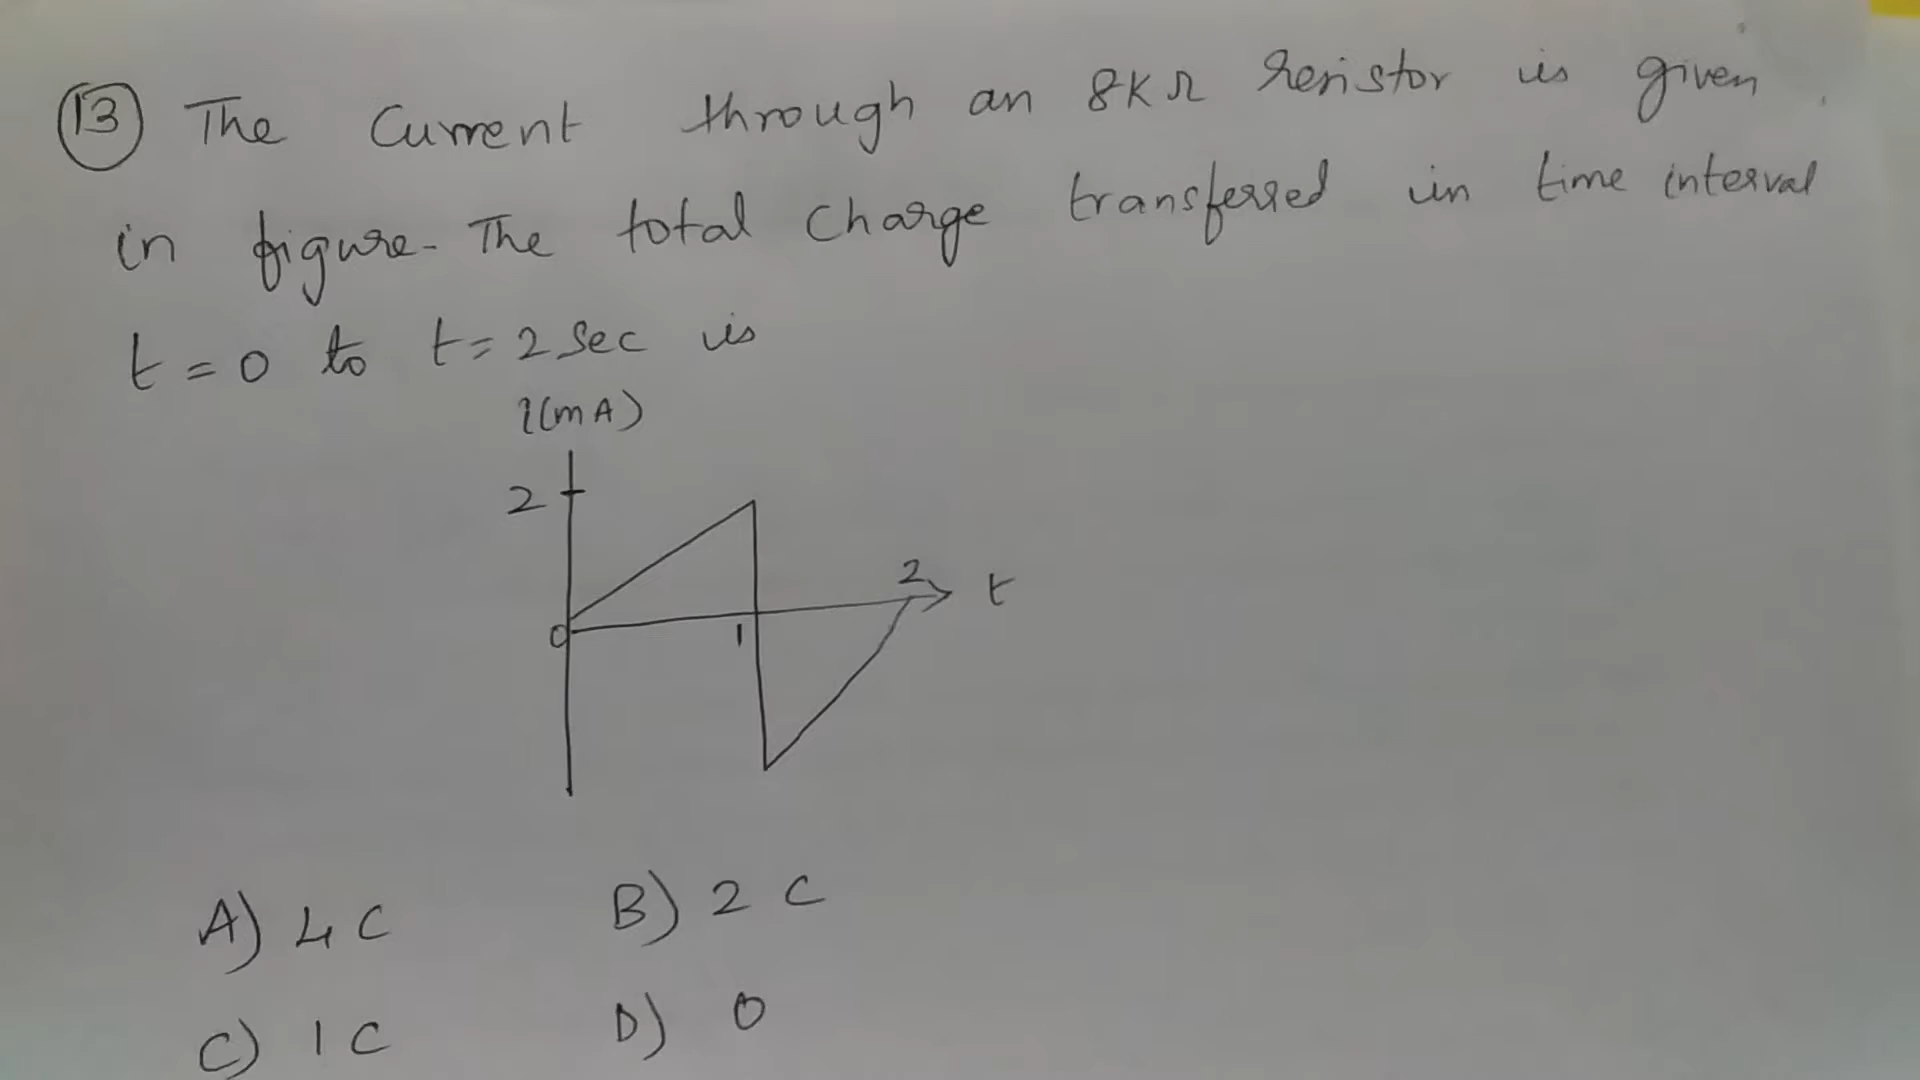 13 The Current through an 8KΩ resistor is given
in figure. The total charge transferred in time interval
t = 0 to t = 2 Sec is
i(mA)
2
2
t
0
1
A) 4 C B) 2 C
C) 1 C D) 0